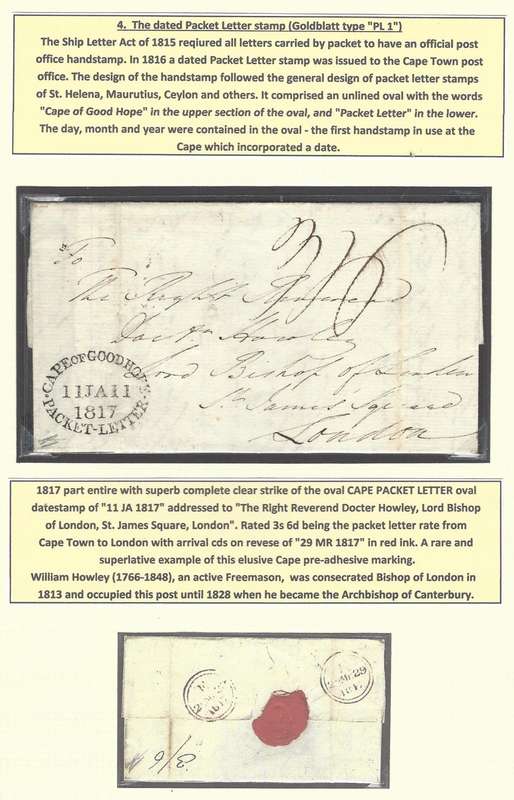 4. The dated Packet Letter stamp (Goldblatt type "PL 1")
The Ship Letter Act of 1815 reqiured all letters carried by packet to have an official post
office handstamp. In 1816 a dated Packet Letter stamp was issued to the Cape Town post
office. The design of the handstamp followed the general design of packet letter stamps
of St. Helena, Maurutius, Ceylon and others. It comprised an unlined oval with the words
"Cape of Good Hope" in the upper section of the oval, and "Packet Letter" in the lower.
The day, month and year were contained in the oval - the first handstamp in use at the
Cape which incorporated a date.
3/6
To
The Right Reverend
Howley
Lord Bishop of London
St. James Square
London
CAPE OF GOOD HOPE
11JA11
1817
PACKET-LETTER
1817 part entire with superb complete clear strike of the oval CAPE PACKET LETTER oval
datestamp of "11 JA 1817" addressed to "The Right Reverend Docter Howley, Lord Bishop
of London, St. James Square, London". Rated 3s 6d being the packet letter rate from
Cape Town to London with arrival cds on revese of "29 MR 1817" in red ink. A rare and
superlative example of this elusive Cape pre-adhesive marking.
William Howley (1766-1848), an active Freemason, was consecrated Bishop of London in
1813 and occupied this post until 1828 when he became the Archbishop of Canterbury.
3/6